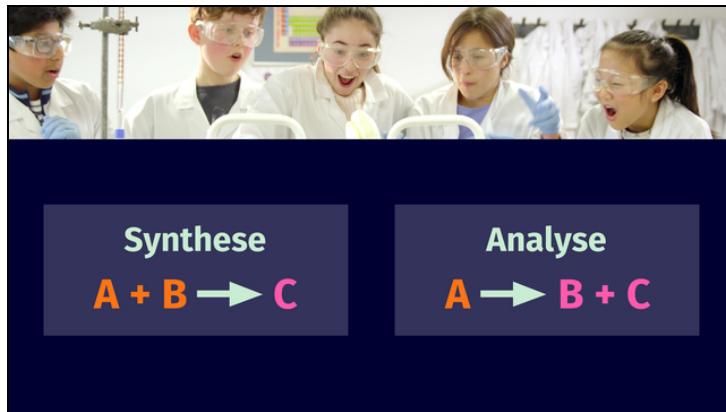 Synthese
A + B → C
Analyse
A → B + C